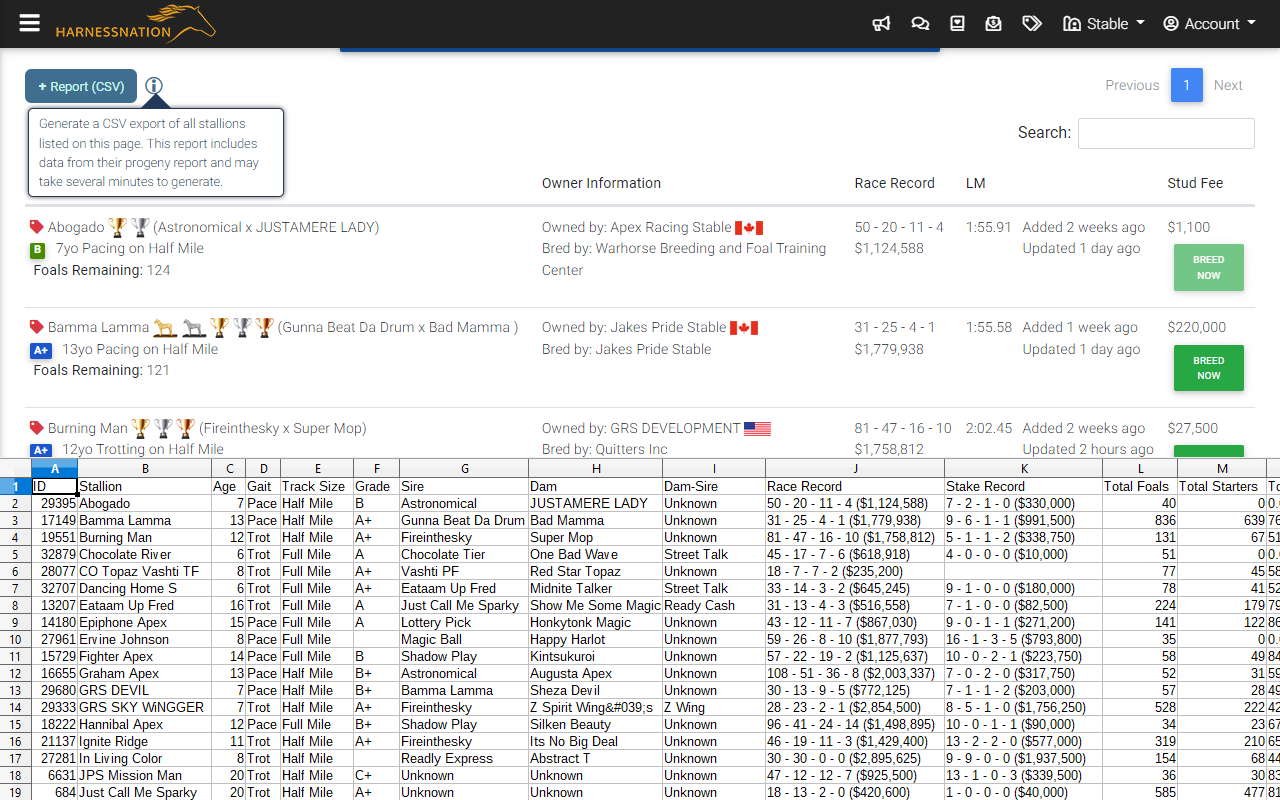 HARNESSNATION
Stable
Account
+ Report (CSV)
Previous 1 Next
Generate a CSV export of all stallions
listed on this page. This report includes
data from their progeny report and may
take several minutes to generate.
Search:
Owner Information Race Record LM Stud Fee
Abogado (Astronomical x JUSTAMERE LADY) Owned by: Apex Racing Stable 50 - 20 - 11 - 4 1:55.91 Added 2 weeks ago $1,100
B 7yo Pacing on Half Mile Bred by: Warhorse Breeding and Foal Training $1,124,588 Updated 1 day ago
Foals Remaining: 124 Center
BREED
NOW
Bamma Lamma (Gunna Beat Da Drum x Bad Mamma ) Owned by: Jakes Pride Stable 31 - 25 - 4 - 1 1:55.58 Added 1 week ago $220,000
A+ 13yo Pacing on Half Mile Bred by: Jakes Pride Stable $1,779,938 Updated 1 day ago
Foals Remaining: 121
BREED
NOW
Burning Man (Fireinthesky x Super Mop) Owned by: GRS DEVELOPMENT 81 - 47 - 16 - 10 2:02.45 Added 2 weeks ago $27,500
A+ 12yo Trotting on Half Mile Bred by: Quitters Inc $1,758,812 Updated 2 hours ago
A B C D E F G H I J K L M
1 ID Stallion Age Gait Track Size Grade Sire Dam Dam-Sire Race Record Stake Record Total Foals Total Starters
2 29395 Abogado 7 Pace Half Mile B Astronomical JUSTAMERE LADY Unknown 50 - 20 - 11 - 4 ($1,124,588) 7 - 2 - 1 - 0 ($330,000) 40 0
3 17149 Bamma Lamma 13 Pace Half Mile A+ Gunna Beat Da Drum Bad Mamma Unknown 31 - 25 - 4 - 1 ($1,779,938) 9 - 6 - 1 - 1 ($991,500) 836 639
4 19551 Burning Man 12 Trot Half Mile A+ Fireinthesky Super Mop Unknown 81 - 47 - 16 - 10 ($1,758,812) 5 - 1 - 1 - 2 ($338,750) 131 67
5 32879 Chocolate River 6 Trot Full Mile A Chocolate Tier One Bad Wave Street Talk 45 - 17 - 7 - 6 ($618,918) 4 - 0 - 0 - 0 ($10,000) 51 0
6 28077 CO Topaz Vashti TF 8 Trot Full Mile A+ Vashti PF Red Star Topaz Unknown 18 - 7 - 7 - 2 ($235,200) 77 45
7 32707 Dancing Home S 6 Trot Full Mile A+ Eataam Up Fred Midnite Talker Street Talk 33 - 14 - 3 - 2 ($645,245) 9 - 1 - 0 - 0 ($180,000) 78 41
8 13207 Eataam Up Fred 16 Trot Full Mile A Just Call Me Sparky Show Me Some Magic Ready Cash 31 - 13 - 4 - 3 ($516,558) 7 - 1 - 0 - 0 ($82,500) 224 179
9 14180 Epiphone Apex 15 Pace Full Mile A Lottery Pick Honkytonk Magic Unknown 43 - 12 - 11 - 7 ($867,030) 9 - 0 - 1 - 1 ($271,200) 141 122
10 27961 Ervine Johnson 8 Pace Full Mile Magic Ball Happy Harlot Unknown 59 - 26 - 8 - 10 ($1,877,793) 16 - 1 - 3 - 5 ($793,800) 35 0
11 15729 Fighter Apex 14 Pace Full Mile B Shadow Play Kintsukuroi Unknown 57 - 22 - 19 - 2 ($1,125,637) 10 - 0 - 2 - 1 ($223,750) 58 49
12 16655 Graham Apex 13 Pace Half Mile B+ Astronomical Augusta Apex Unknown 108 - 51 - 36 - 8 ($2,003,337) 7 - 0 - 2 - 0 ($317,750) 52 31
13 29680 GRS DEVIL 7 Pace Half Mile B+ Bamma Lamma Sheza Devil Unknown 30 - 13 - 9 - 5 ($772,125) 7 - 1 - 1 - 2 ($203,000) 57 28
14 29333 GRS SKY WiNGGER 7 Trot Half Mile A+ Fireinthesky Z Spirit Wing&#039;s Z Wing 28 - 23 - 2 - 1 ($2,854,500) 8 - 5 - 1 - 0 ($1,756,250) 528 222
15 18222 Hannibal Apex 12 Pace Full Mile B+ Shadow Play Silken Beauty Unknown 96 - 41 - 24 - 14 ($1,498,895) 10 - 0 - 1 - 1 ($90,000) 34 23
16 21137 Ignite Ridge 11 Trot Half Mile A+ Fireinthesky Its No Big Deal Unknown 46 - 19 - 11 - 3 ($1,429,400) 13 - 2 - 2 - 0 ($577,000) 319 210
17 27281 In Living Color 8 Trot Half Mile Readly Express Abstract T Unknown 30 - 30 - 0 - 0 ($2,895,625) 9 - 9 - 0 - 0 ($1,937,500) 154 68
18 6631 JPS Mission Man 20 Trot Half Mile C+ Unknown Unknown Unknown 47 - 12 - 12 - 7 ($925,500) 13 - 1 - 0 - 3 ($339,500) 36 30
19 684 Just Call Me Sparky 20 Trot Half Mile A+ Unknown Unknown Unknown 18 - 13 - 2 - 0 ($420,600) 1 - 0 - 0 - 0 ($40,000) 585 477